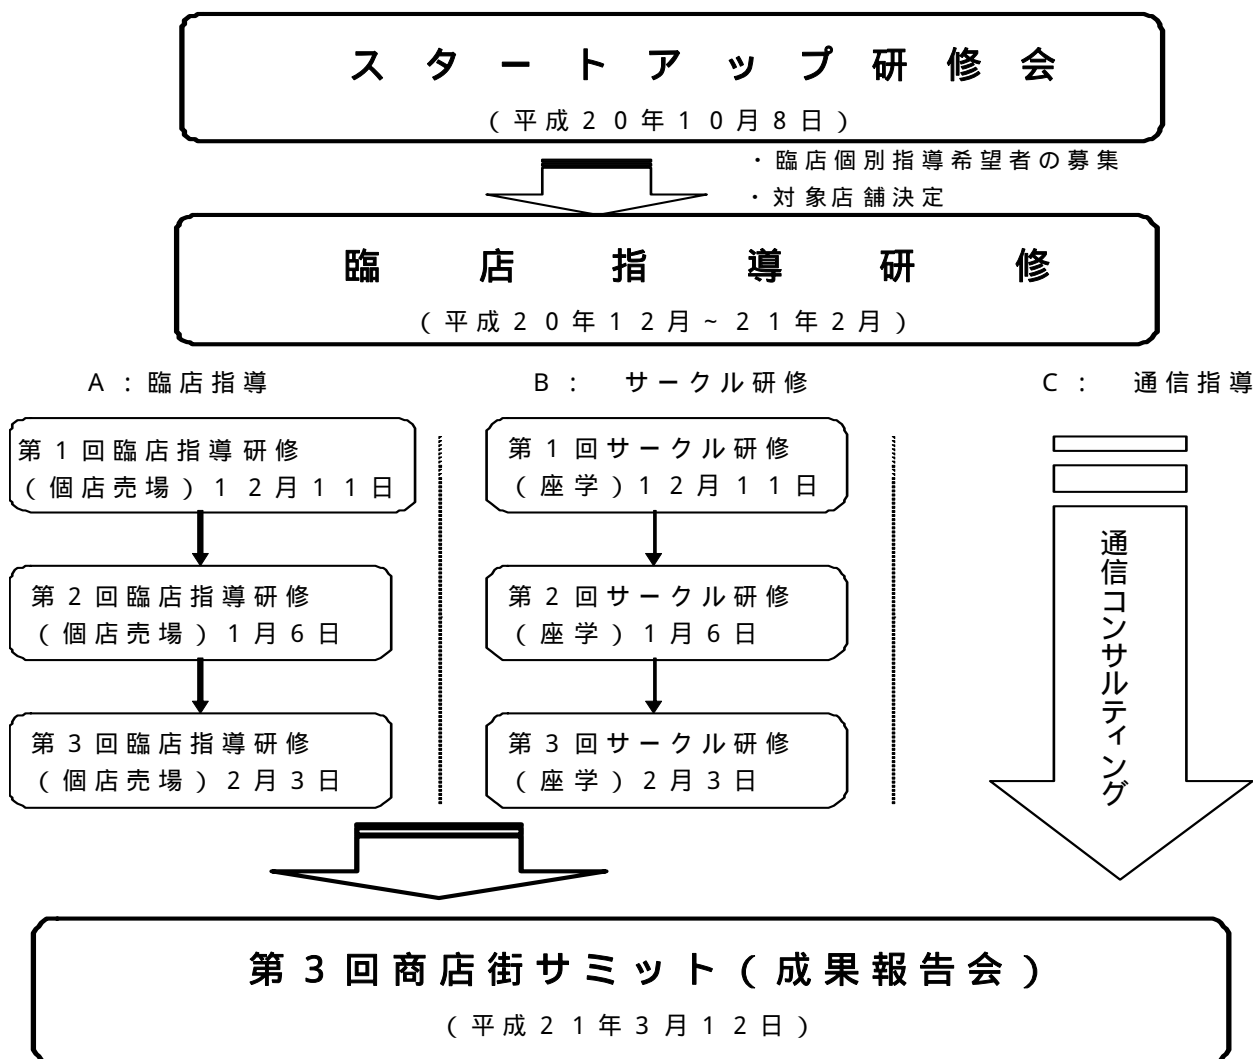 スタートアップ研修会
(平成20年10月8日)
・臨店個別指導希望者の募集
・対象店舗決定
臨店指導研修
(平成20年12月~21年2月)
A:臨店指導
B: サークル研修
C: 通信指導
第1回臨店指導研修
(個店売場)12月11日
第1回サークル研修
(座学)12月11日
第2回臨店指導研修
(個店売場)1月6日
第2回サークル研修
(座学)1月6日
第3回臨店指導研修
(個店売場)2月3日
第3回サークル研修
(座学)2月3日
通信コンサルティング
第3回商店街サミット(成果報告会)
(平成21年3月12日)